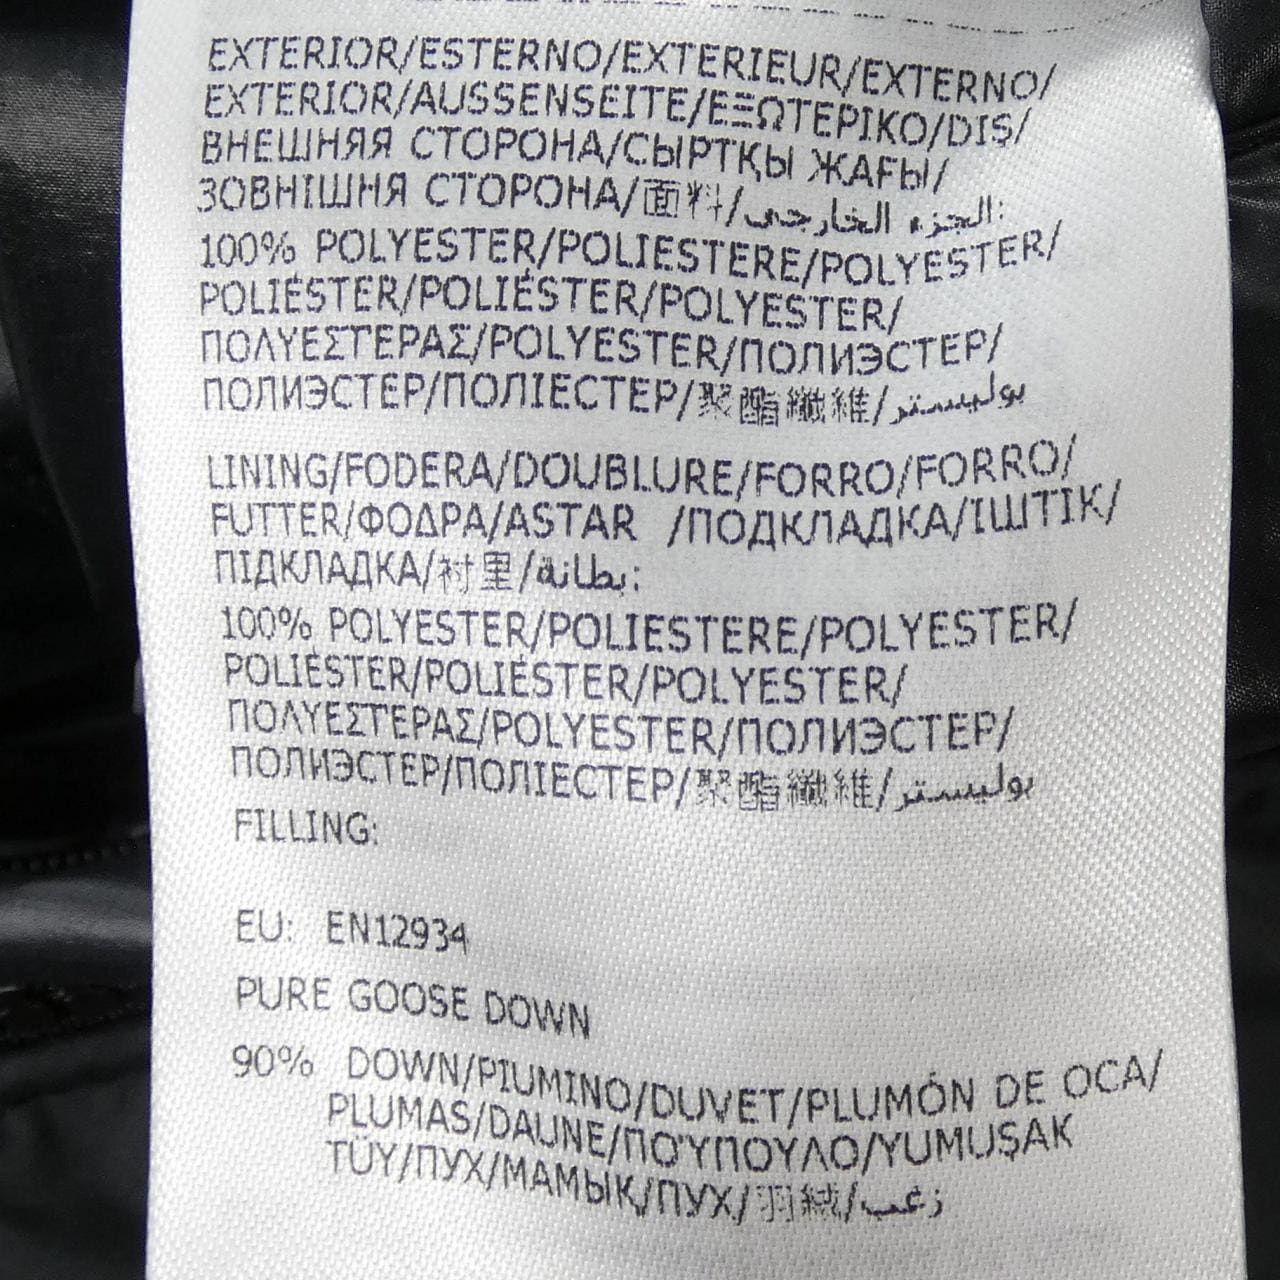 EXTERIOR/ESTERNO/EXTERIEUR/EXTERNO/
EXTERIOR/AUSSENSEITE/ΕΞΩΤΕΡΙΚΟ/DIŞ/
ВНЕШНЯЯ СТОРОНА/СЫРТҚЫ ЖАҒЫ/
ЗОВНІШНЯ СТОРОНА/面料/الجزء الخارجي:
100% POLYESTER/POLIESTERE/POLYESTER/
POLIÉSTER/POLIÉSTER/POLYESTER/
ΠΟΛΥΕΣΤΕΡΑΣ/POLYESTER/ПОЛИЭСТЕР/
ПОЛИЭСТЕР/ПОЛІЕСТЕР/聚酯纖維/بوليستر
LINING/FODERA/DOUBLURE/FORRO/FORRO/
FUTTER/ΦΟΔΡΑ/ASTAR /ПОДКЛАДКА/ІШТІК/
ПІДКЛАДКА/衬里/بطانة:
100% POLYESTER/POLIESTERE/POLYESTER/
POLIÉSTER/POLIÉSTER/POLYESTER/
ΠΟΛΥΕΣΤΕΡΑΣ/POLYESTER/ПОЛИЭСТЕР/
ПОЛИЭСТЕР/ПОЛІЕСТЕР/聚酯纖維/بوليستر
FILLING:
EU: EN12934
PURE GOOSE DOWN
90% DOWN/PIUMINO/DUVET/PLUMÓN DE OCA/
PLUMAS/DAUNE/ΠΟΎΠΟΥΛΟ/YUMUŞAK
TÜY/ПУХ/МАМЫҚ/ПУХ/羽絨/زغب